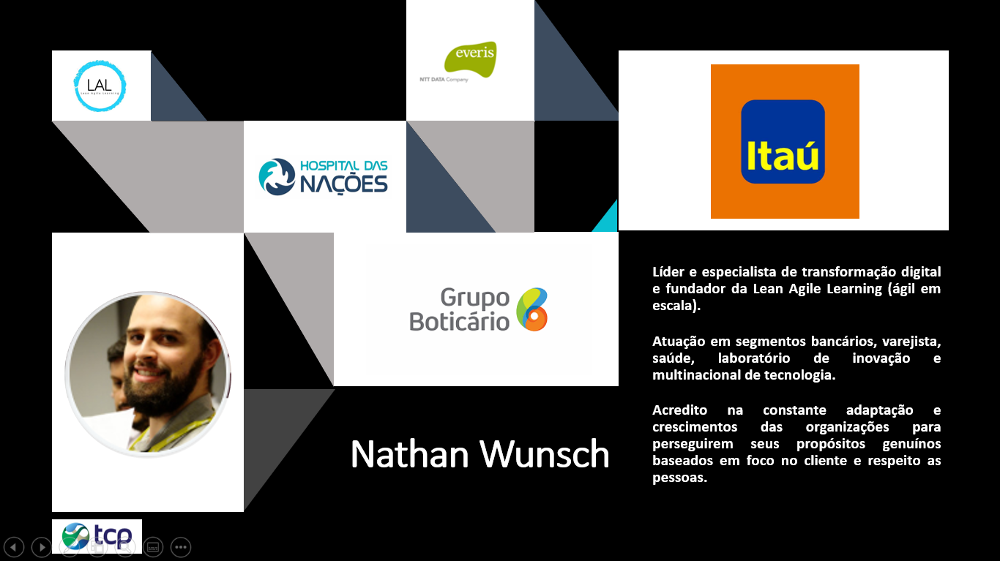 everis
NTT DATA Company
LAL
Lean Agile Learning
Itaú
HOSPITAL DAS
NAÇÕES
Grupo
Boticário
Líder e especialista de transformação digital
e fundador da Lean Agile Learning (ágil em
escala).
Atuação em segmentos bancários, varejista,
saúde, laboratório de inovação e
multinacional de tecnologia.
Acredito na constante adaptação e
crescimentos das organizações para
perseguirem seus propósitos genuínos
baseados em foco no cliente e respeito as
pessoas.
Nathan Wunsch
tcp